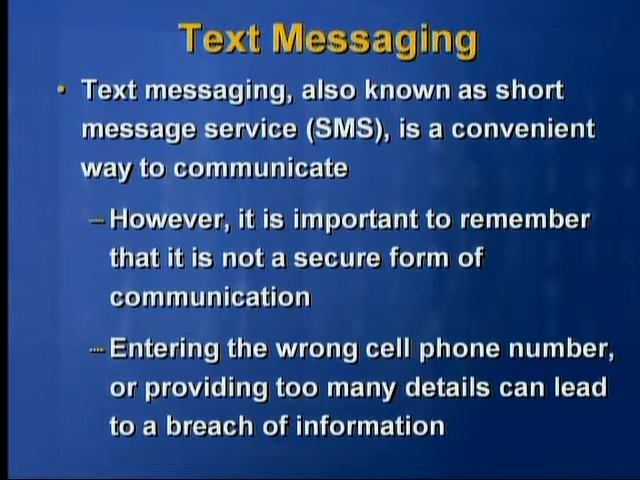 Text Messaging
• Text messaging, also known as short
message service (SMS), is a convenient
way to communicate
– However, it is important to remember
that it is not a secure form of
communication
– Entering the wrong cell phone number,
or providing too many details can lead
to a breach of information